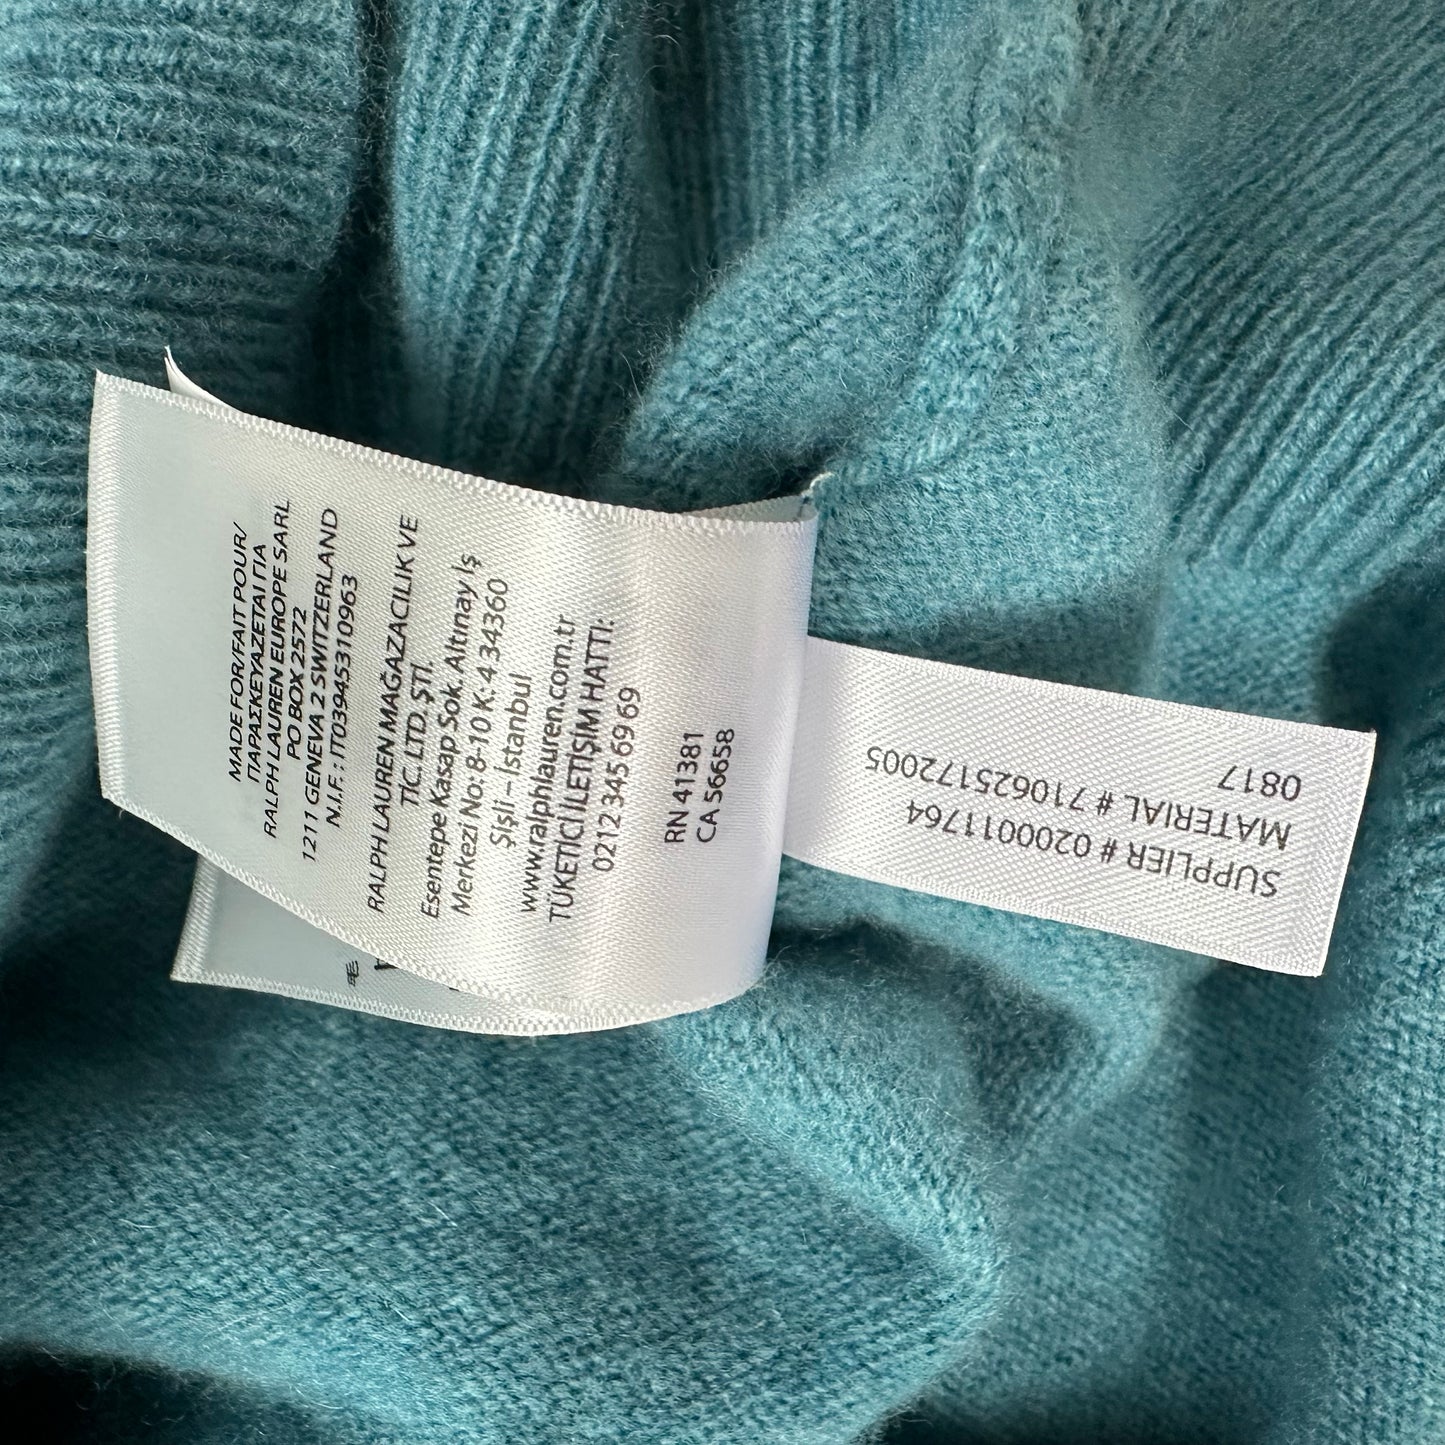 MADE FOR/FAIT POUR/
ΠΑΡΑΣΚΕΥΑΖΕΤΑΙ ΓΙΑ
RALPH LAUREN EUROPE SARL
PO BOX 2572
1211 GENEVA 2 SWITZERLAND
N.I.F. : IT03945310963
RALPH LAUREN MAĞAZACILIK VE
TİC. LTD. ŞTİ.
Esentepe Kasap Sok. Altınay İş
Merkezi No: 8-10 K: 4 34360
Şişli – İstanbul
www.ralphlauren.com.tr
TÜKETİCİ İLETİŞİM HATTI:
0212 345 69 69
RN 41381
CA 56658
SUPPLIER # 0200011764
MATERIAL # 710625172005
0817